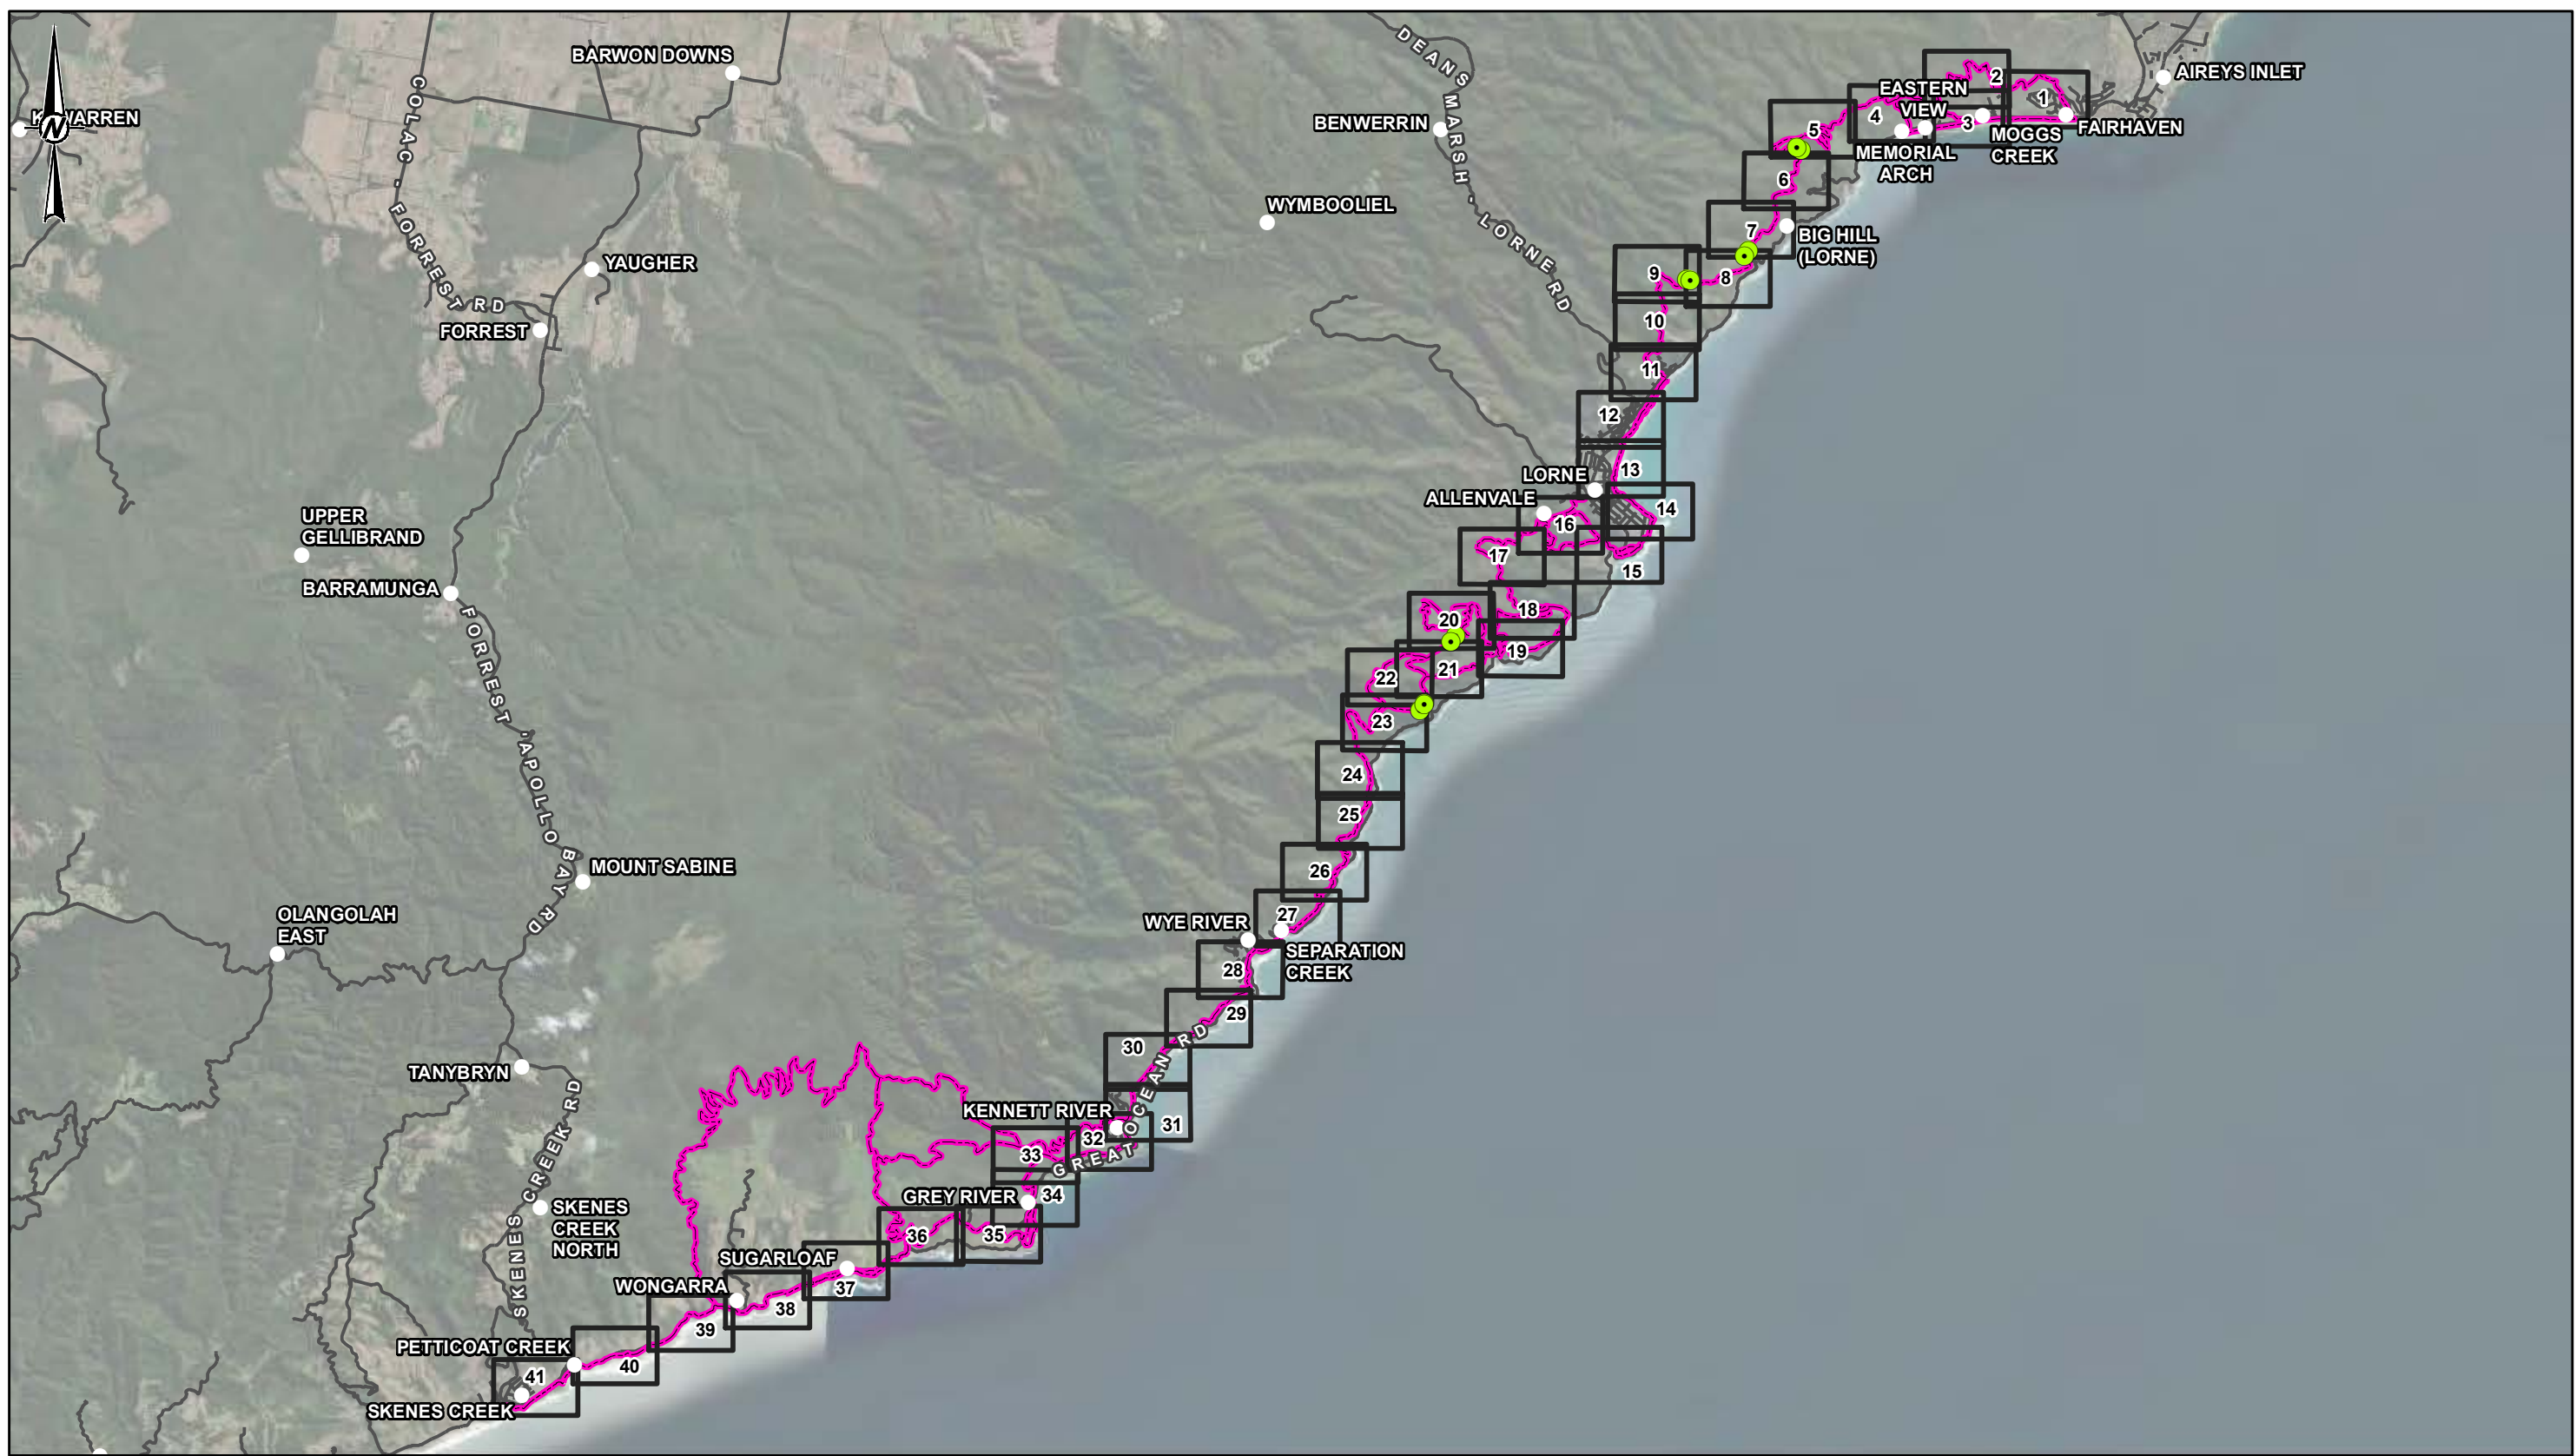 BARWON DOWNS
DEANS MARSH - LORNE RD
AIREYS INLET
2
EASTERN
VIEW
1
4
3
5
MOGGS
CREEK
FAIRHAVEN
MEMORIAL
ARCH
BENWERRIN
N
COLAC - FORREST RD
6
WYMBOOLIEL
7
BIG HILL
(LORNE)
YAUGHER
9
8
FORREST
10
11
12
13
LORNE
ALLENVALE
14
16
17
15
UPPER
GELLIBRAND
BARRAMUNGA
18
20
19
21
22
23
FORREST - APOLLO BAY RD
24
25
MOUNT SABINE
26
27
OLANGOLAH
EAST
WYE RIVER
SEPARATION
CREEK
28
29
30
GREAT OCEAN RD
TANYBRYN
KENNETT RIVER
31
32
33
SKENES CREEK RD
GREY RIVER
34
SKENES
CREEK
NORTH
36
35
SUGARLOAF
37
WONGARRA
38
39
PETTICOAT CREEK
40
41
SKENES CREEK